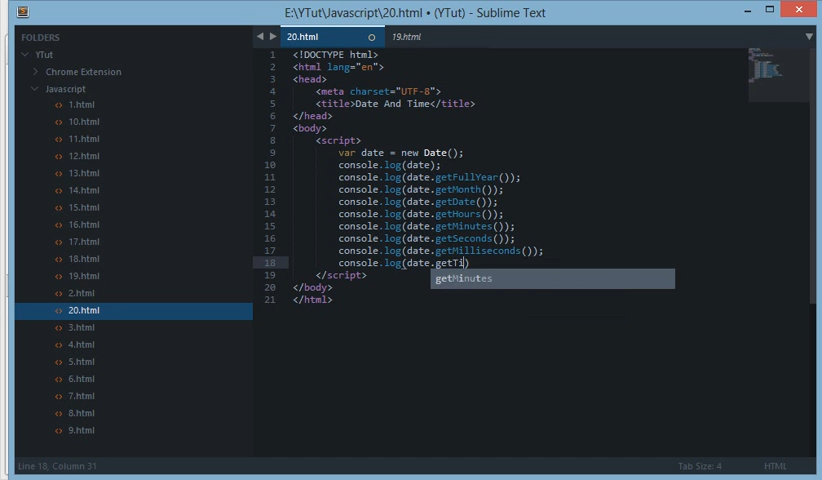 E:\YTut\Javascript\20.html • (YTut) - Sublime Text
FOLDERS
YTut
Chrome Extension
Javascript
1.html
10.html
11.html
12.html
13.html
14.html
15.html
16.html
17.html
18.html
19.html
2.html
20.html
3.html
4.html
5.html
6.html
7.html
8.html
9.html
20.html
19.html
1 <!DOCTYPE html>
2 <html lang="en">
3 <head>
4 <meta charset="UTF-8">
5 <title>Date And Time</title>
6 </head>
7 <body>
8 <script>
9 var date = new Date();
10 console.log(date);
11 console.log(date.getFullYear());
12 console.log(date.getMonth());
13 console.log(date.getDate());
14 console.log(date.getHours());
15 console.log(date.getMinutes());
16 console.log(date.getSeconds());
17 console.log(date.getMilliseconds());
18 console.log(date.getTi)
getMinutes
19 </script>
20 </body>
21 </html>
Line 18, Column 31
Tab Size: 4
HTML